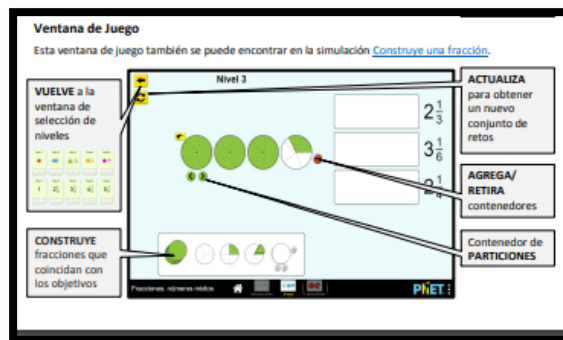 Ventana de Juego
Esta ventana de juego también se puede encontrar en la simulación Construye una fracción.
VUELVE a la
ventana de
selección de
niveles
Nivel 3
2 1/3
3 1/6
2 1/4
ACTUALIZA
para obtener
un nuevo
conjunto de
retos
AGREGA/
RETIRA
contenedores
Contenedor de
PARTICIONES
CONSTRUYE
fracciones que
coincidan con
los objetivos
Fracciones: números mixtos
PhET